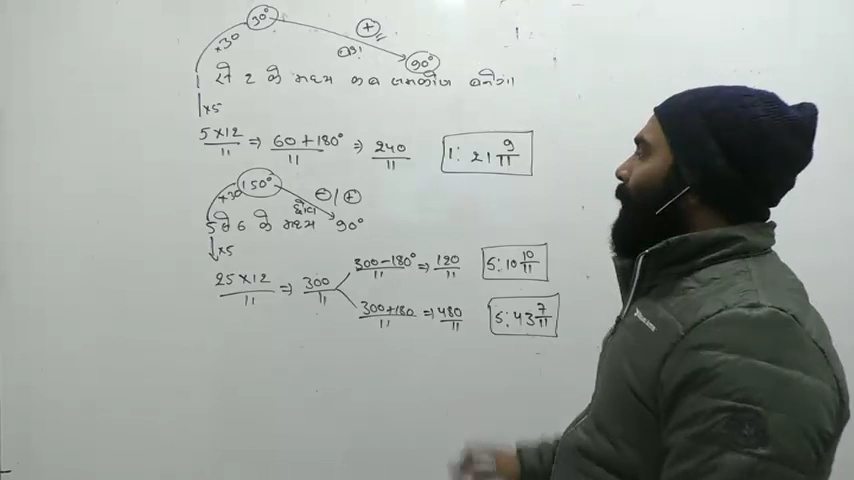 30°
×30 + बड़ा 90°
1 से 2 के मध्य कब समकोण बनेगा।
×5
5×12/11 ⇒ 60+180°/11 ⇒ 240/11 1: 21 9/11
150°
×30 -/+ छोटा
5 से 6 के मध्य 90°
×5
25×12/11 ⇒ 300/11
300-180°/11 ⇒ 120/11 5: 10 10/11
300+180/11 ⇒ 480/11 5: 43 7/11